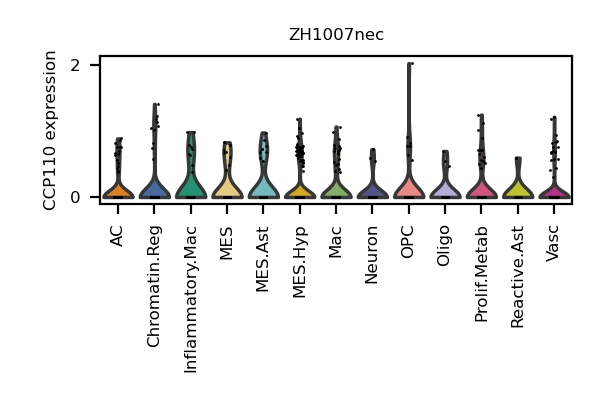 ZH1007nec
CCP110 expression
2
0
AC
Chromatin.Reg
Inflammatory.Mac
MES
MES.Ast
MES.Hyp
Mac
Neuron
OPC
Oligo
Prolif.Metab
Reactive.Ast
Vasc